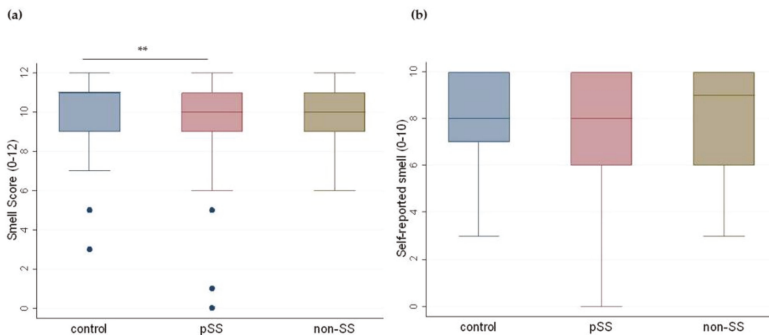 (a)
**
Smell Score (0-12)
12
10
8
6
4
2
0
control pSS non-SS
(b)
Self-reported smell (0-10)
10
8
6
4
2
0
control pSS non-SS